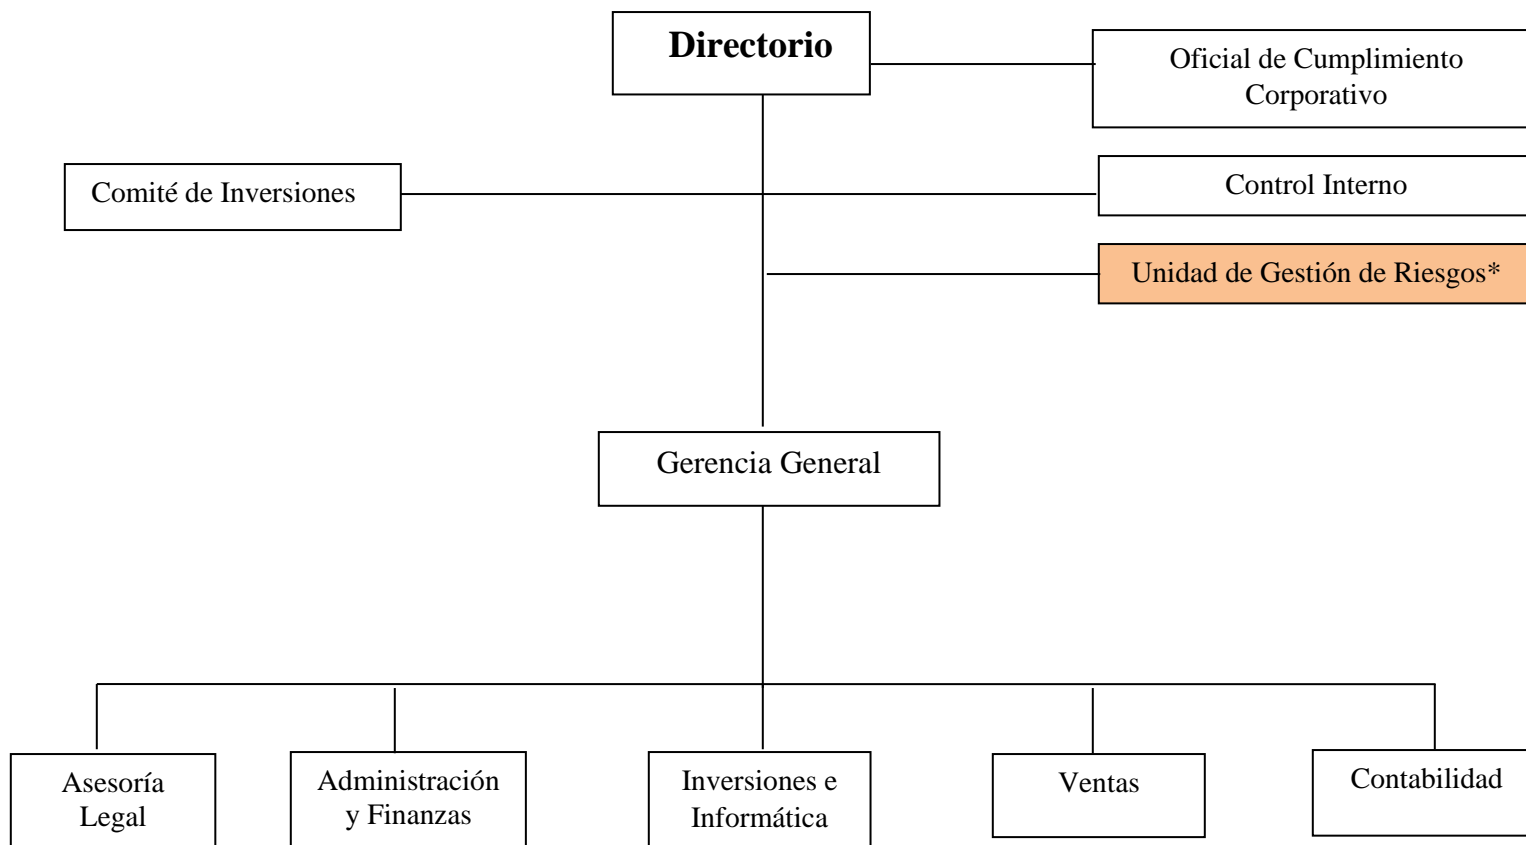 Directorio
Oficial de Cumplimiento
Corporativo
Comité de Inversiones
Control Interno
Unidad de Gestión de Riesgos*
Gerencia General
Asesoría
Legal
Administración
y Finanzas
Inversiones e
Informática
Ventas
Contabilidad